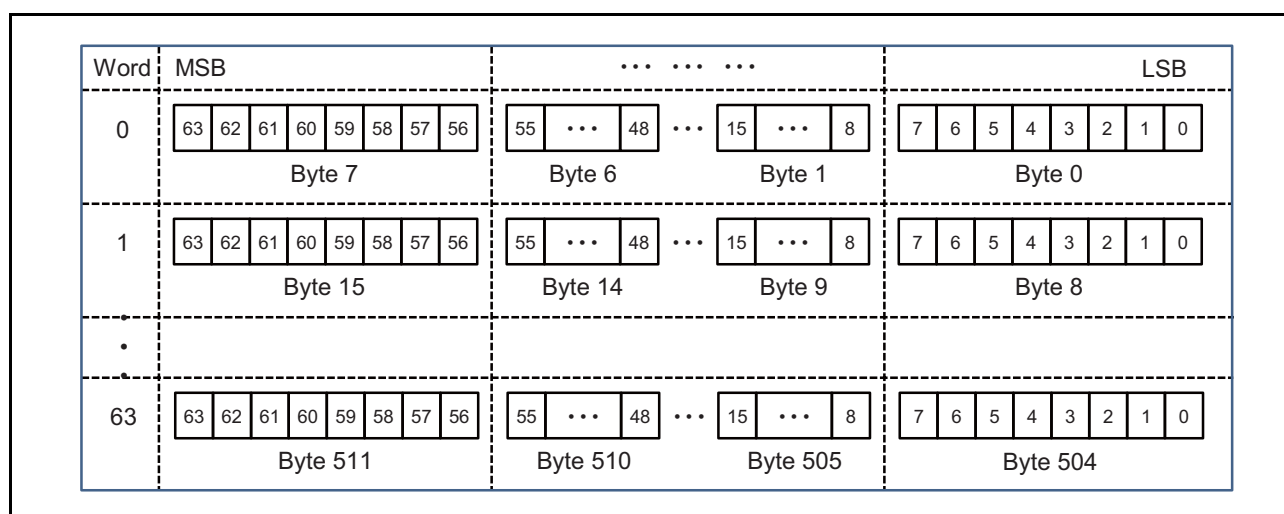 Word MSB ... ... ... LSB
0 63 62 61 60 59 58 57 56 55 ... 48 ... 15 ... 8 7 6 5 4 3 2 1 0
Byte 7 Byte 6 Byte 1 Byte 0
1 63 62 61 60 59 58 57 56 55 ... 48 ... 15 ... 8 7 6 5 4 3 2 1 0
Byte 15 Byte 14 Byte 9 Byte 8
63 63 62 61 60 59 58 57 56 55 ... 48 ... 15 ... 8 7 6 5 4 3 2 1 0
Byte 511 Byte 510 Byte 505 Byte 504